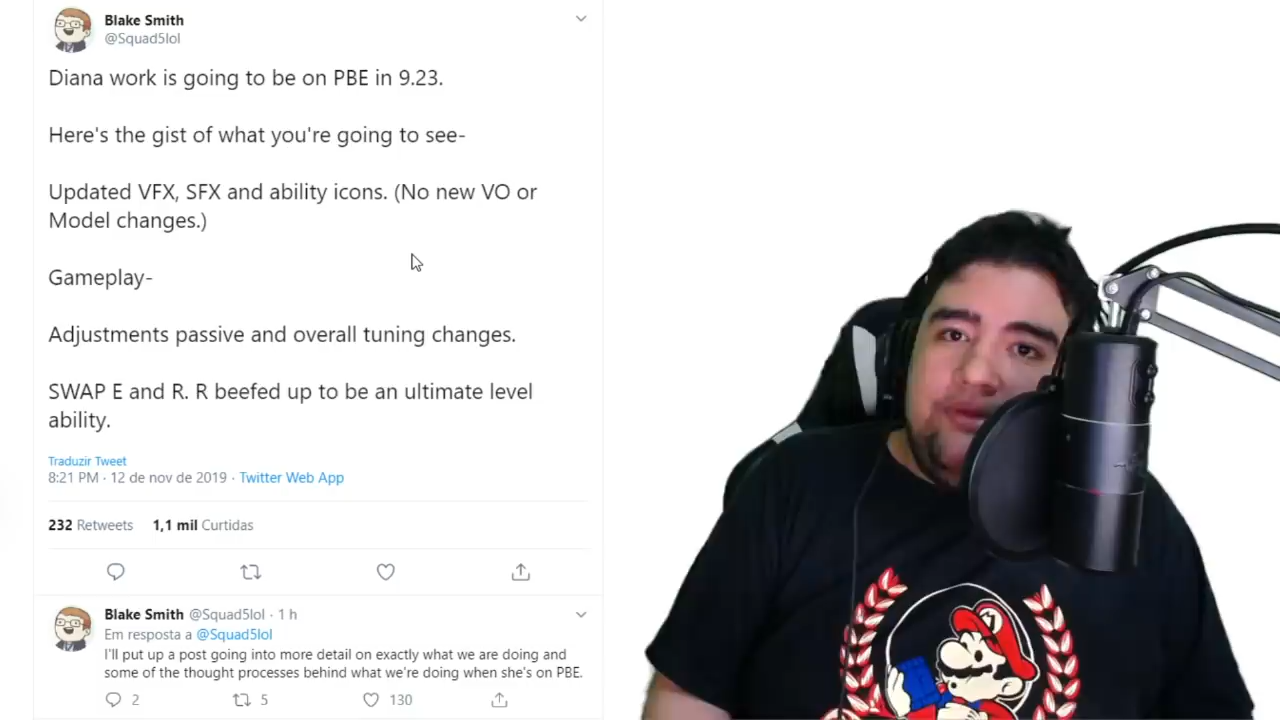 Blake Smith
@Squad5lol
Diana work is going to be on PBE in 9.23.
Here's the gist of what you're going to see-
Updated VFX, SFX and ability icons. (No new VO or
Model changes.)
Gameplay-
Adjustments passive and overall tuning changes.
SWAP E and R. R beefed up to be an ultimate level
ability.
Traduzir Tweet
8:21 PM · 12 de nov de 2019 · Twitter Web App
232 Retweets 1,1 mil Curtidas
Blake Smith @Squad5lol · 1 h
Em resposta a @Squad5lol
I'll put up a post going into more detail on exactly what we are doing and
some of the thought processes behind what we're doing when she's on PBE.
2 5 130
M